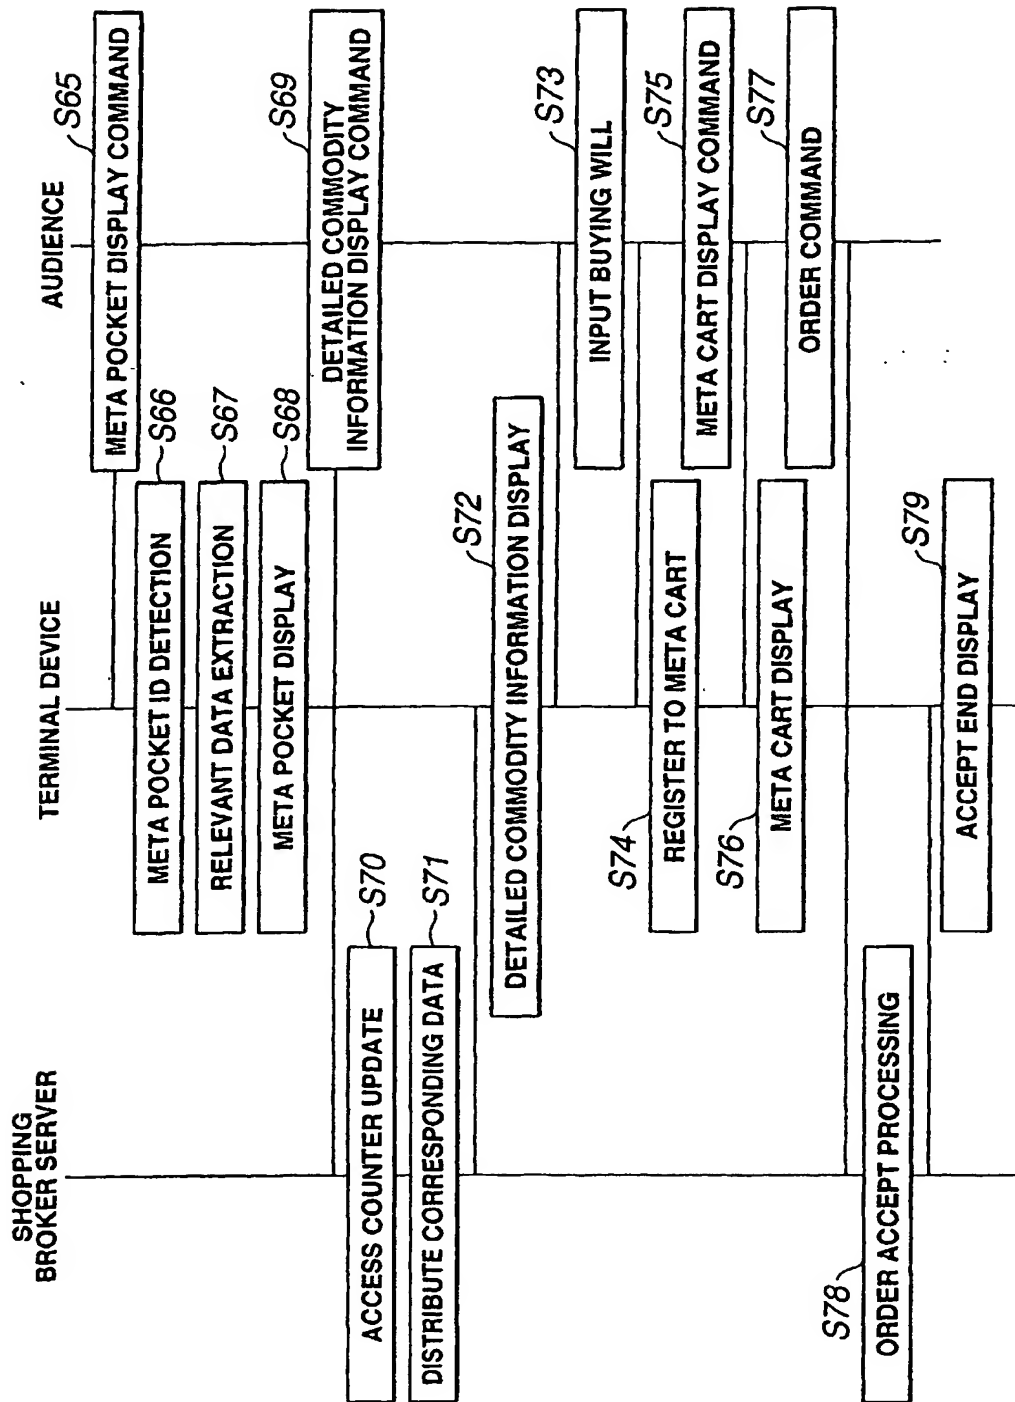 SHOPPING
BROKER SERVER
TERMINAL DEVICE
AUDIENCE
S65
META POCKET DISPLAY COMMAND
S66
META POCKET ID DETECTION
S67
RELEVANT DATA EXTRACTION
S68
META POCKET DISPLAY
S69
DETAILED COMMODITY
INFORMATION DISPLAY COMMAND
S70
ACCESS COUNTER UPDATE
S71
DISTRIBUTE CORRESPONDING DATA
S72
DETAILED COMMODITY INFORMATION DISPLAY
S73
INPUT BUYING WILL
S74
REGISTER TO META CART
S75
META CART DISPLAY COMMAND
S76
META CART DISPLAY
S77
ORDER COMMAND
S78
ORDER ACCEPT PROCESSING
S79
ACCEPT END DISPLAY